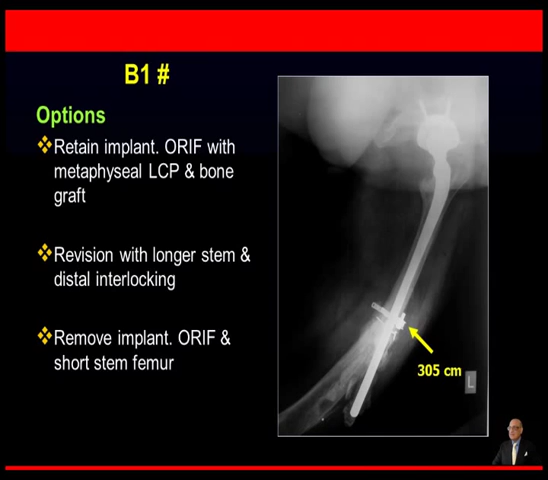 B1 #
Options
Retain implant. ORIF with
metaphyseal LCP & bone
graft
Revision with longer stem &
distal interlocking
Remove implant. ORIF &
short stem femur
305 cm
L